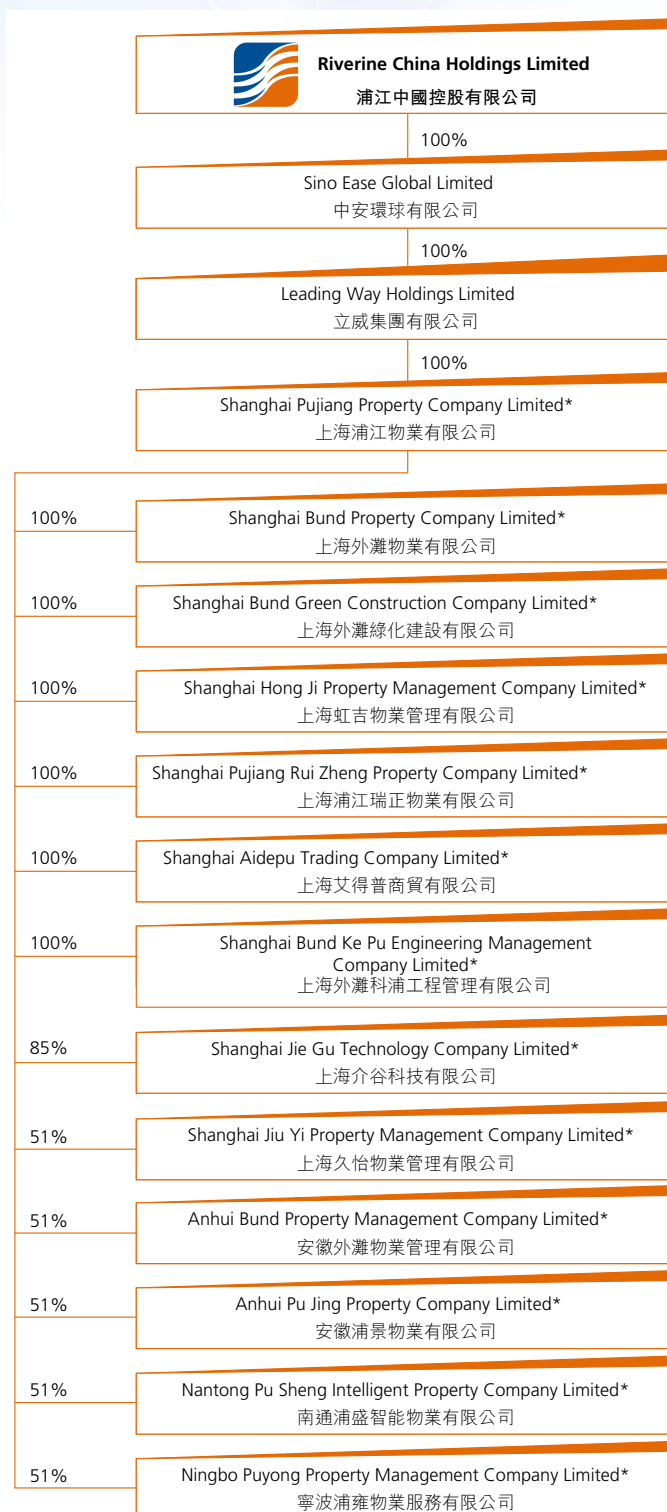 Riverine China Holdings Limited
浦江中國控股有限公司
100%
Sino Ease Global Limited
中安環球有限公司
100%
Leading Way Holdings Limited
立威集團有限公司
100%
Shanghai Pujiang Property Company Limited*
上海浦江物業有限公司
100%
Shanghai Bund Property Company Limited*
上海外灘物業有限公司
100%
Shanghai Bund Green Construction Company Limited*
上海外灘綠化建設有限公司
100%
Shanghai Hong Ji Property Management Company Limited*
上海虹吉物業管理有限公司
100%
Shanghai Pujiang Rui Zheng Property Company Limited*
上海浦江瑞正物業有限公司
100%
Shanghai Aidepu Trading Company Limited*
上海艾得普商貿有限公司
100%
Shanghai Bund Ke Pu Engineering Management
Company Limited*
上海外灘科浦工程管理有限公司
85%
Shanghai Jie Gu Technology Company Limited*
上海介谷科技有限公司
51%
Shanghai Jiu Yi Property Management Company Limited*
上海久怡物業管理有限公司
51%
Anhui Bund Property Management Company Limited*
安徽外灘物業管理有限公司
51%
Anhui Pu Jing Property Company Limited*
安徽浦景物業有限公司
51%
Nantong Pu Sheng Intelligent Property Company Limited*
南通浦盛智能物業有限公司
51%
Ningbo Puyong Property Management Company Limited*
寧波浦雍物業服務有限公司